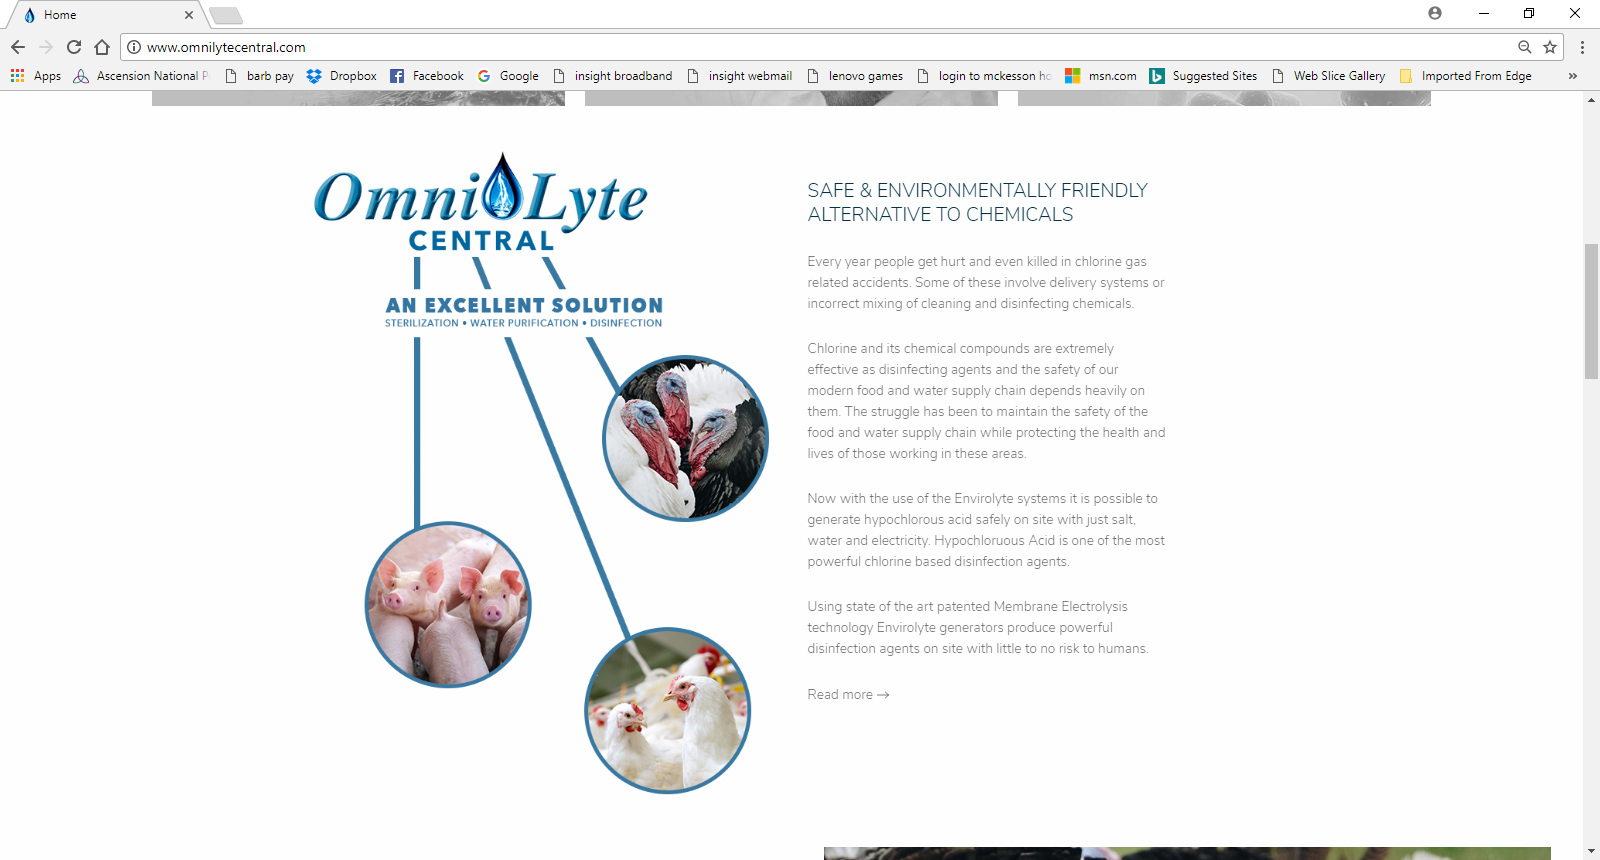 Home
www.omnilytecentral.com
Apps Ascension National barb pay Dropbox Facebook Google insight broadband insight webmail lenovo games login to mckesson msn.com Suggested Sites Web Slice Gallery Imported From Edge »
Omni Lyte
CENTRAL
AN EXCELLENT SOLUTION
STERILIZATION • WATER PURIFICATION • DISINFECTION
SAFE & ENVIRONMENTALLY FRIENDLY
ALTERNATIVE TO CHEMICALS
Every year people get hurt and even killed in chlorine gas
related accidents. Some of these involve delivery systems or
incorrect mixing of cleaning and disinfecting chemicals.
Chlorine and its chemical compounds are extremely
effective as disinfecting agents and the safety of our
modern food and water supply chain depends heavily on
them. The struggle has been to maintain the safety of the
food and water supply chain while protecting the health and
lives of those working in these areas.
Now with the use of the Envirolyte systems it is possible to
generate hypochlorous acid safely on site with just salt,
water and electricity. Hypochloruous Acid is one of the most
powerful chlorine based disinfection agents.
Using state of the art patented Membrane Electrolysis
technology Envirolyte generators produce powerful
disinfection agents on site with little to no risk to humans.
Read more →